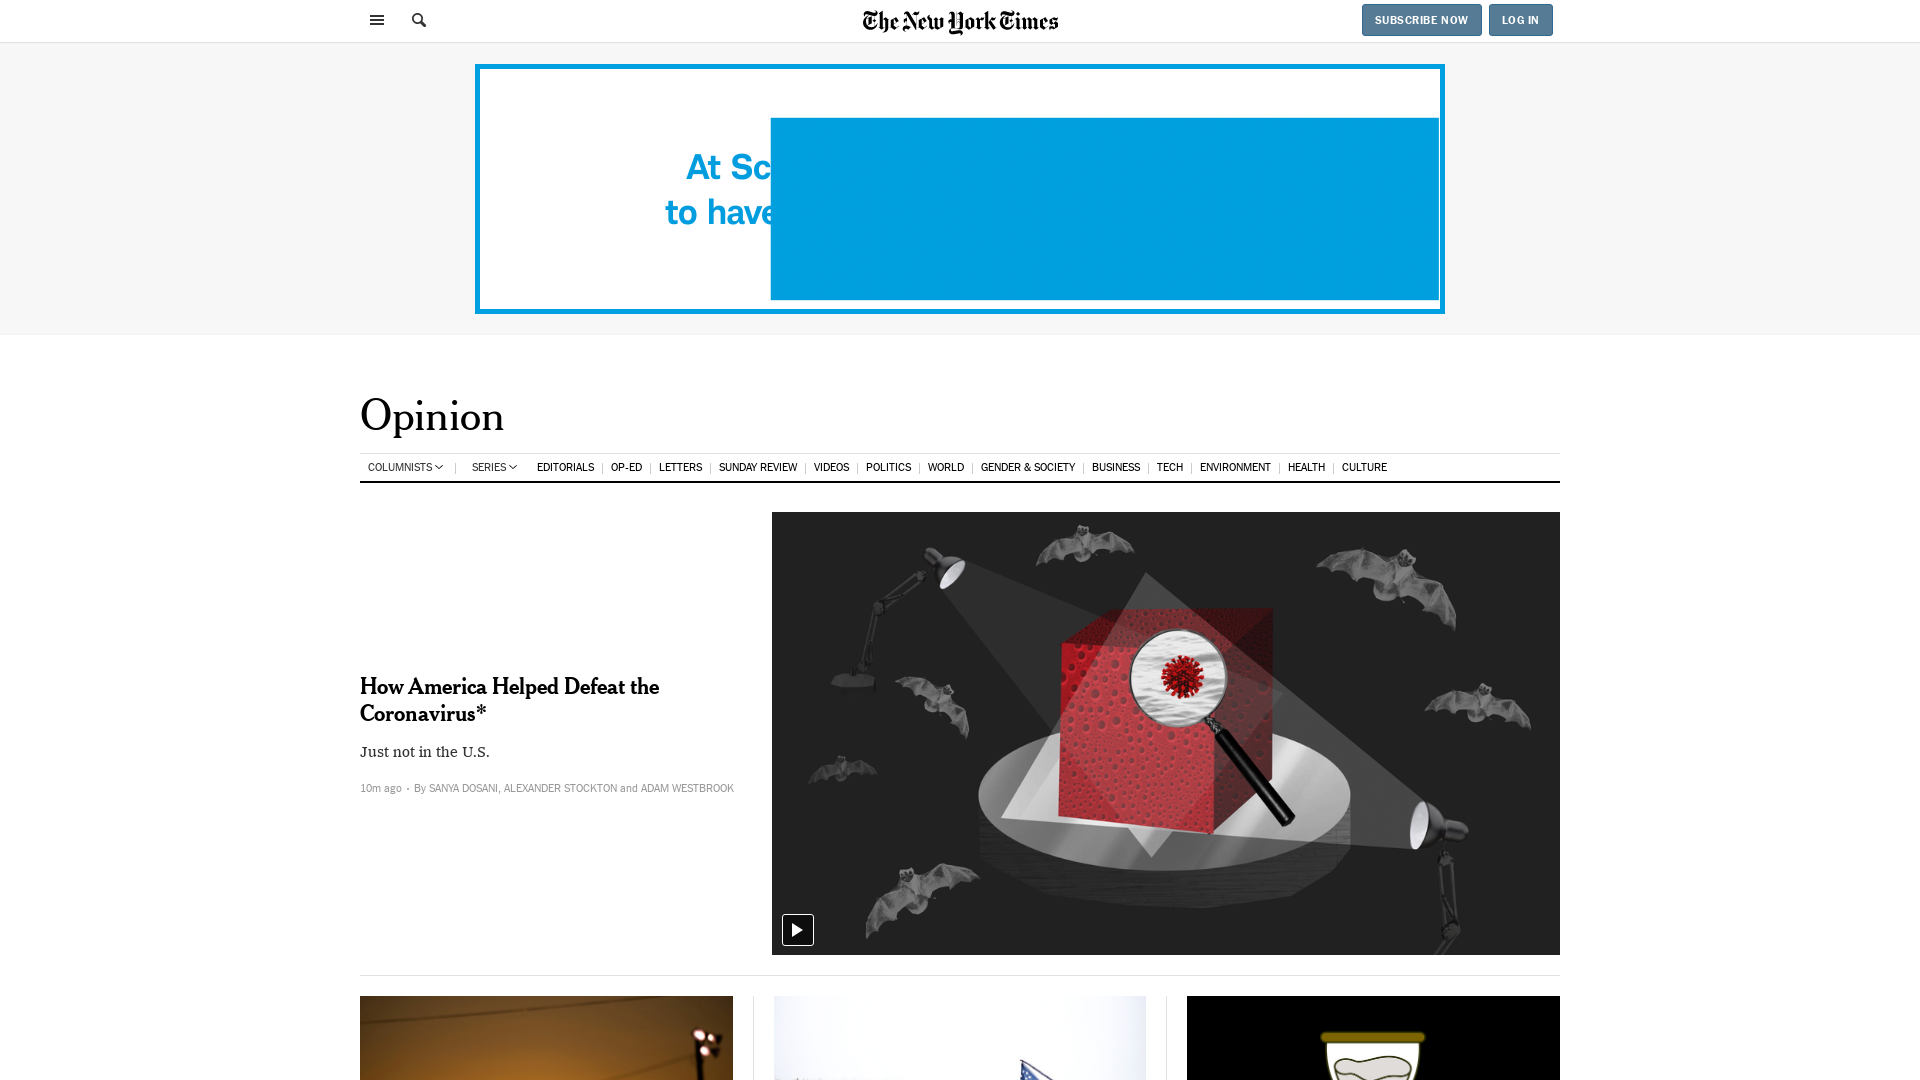 The New York Times
SUBSCRIBE NOW
LOG IN
At Sc
to have
Opinion
COLUMNISTS
SERIES
EDITORIALS
OP-ED
LETTERS
SUNDAY REVIEW
VIDEOS
POLITICS
WORLD
GENDER & SOCIETY
BUSINESS
TECH
ENVIRONMENT
HEALTH
CULTURE
How America Helped Defeat the
Coronavirus*
Just not in the U.S.
10m ago • By SANYA DOSANI, ALEXANDER STOCKTON and ADAM WESTBROOK